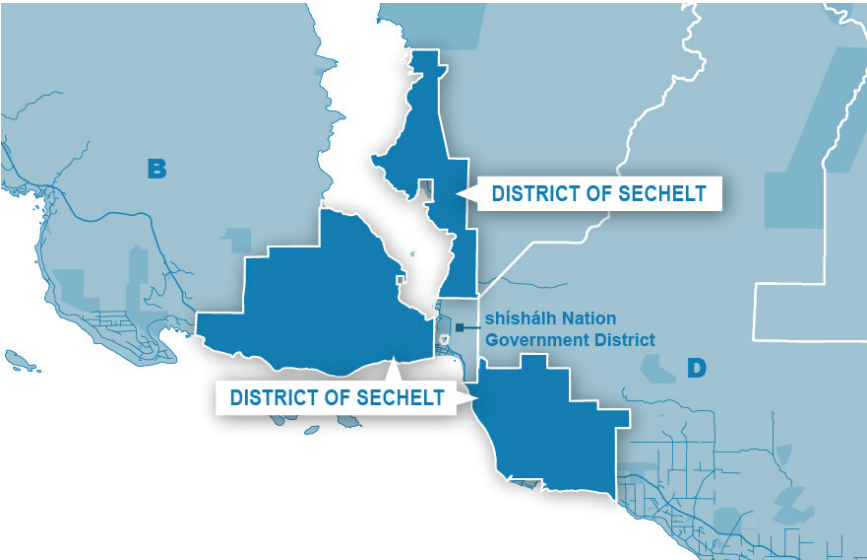 B
DISTRICT OF SECHELT
shíshálh Nation
Government District
D
DISTRICT OF SECHELT